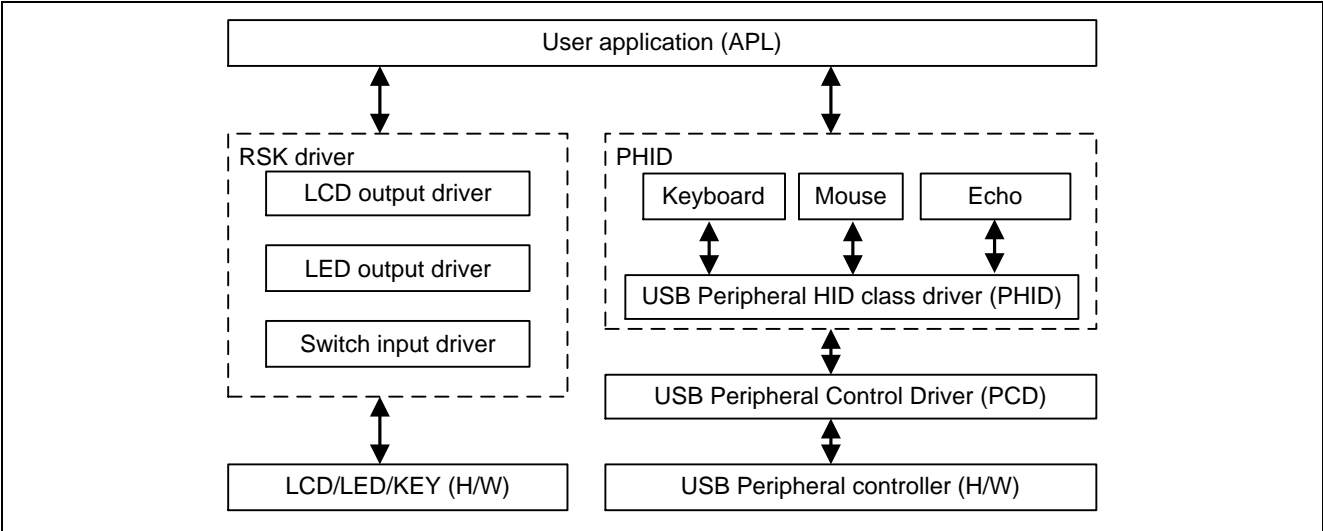 User application (APL)
RSK driver
LCD output driver
LED output driver
Switch input driver
LCD/LED/KEY (H/W)
PHID
Keyboard
Mouse
Echo
USB Peripheral HID class driver (PHID)
USB Peripheral Control Driver (PCD)
USB Peripheral controller (H/W)